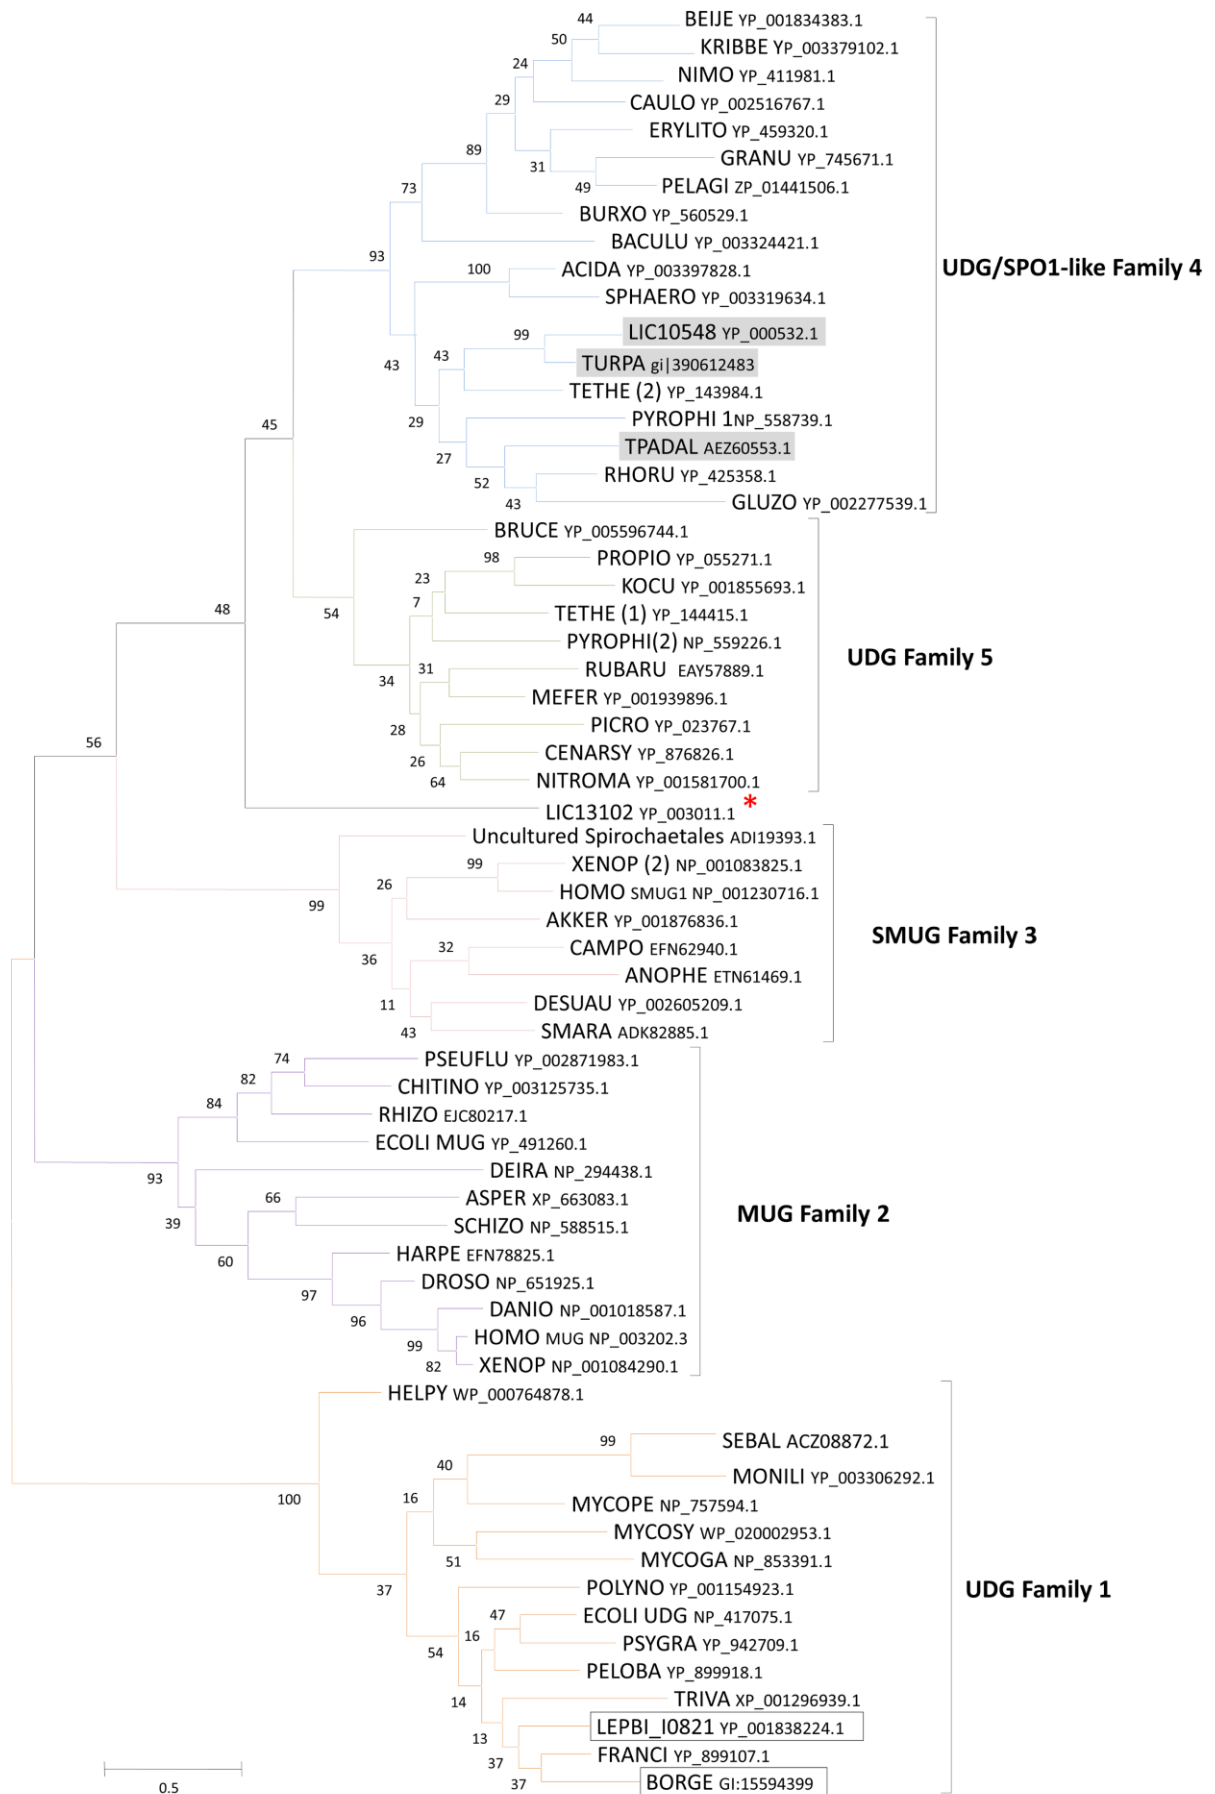 44
BEIJE YP_001834383.1
50
KRIBBE YP_003379102.1
24
NIMO YP_411981.1
29
CAULO YP_002516767.1
ERYLITO YP_459320.1
89
GRANU YP_745671.1
31
49
PELAGI ZP_01441506.1
73
BURXO YP_560529.1
BACULU YP_003324421.1
93
UDG/SPO1-like Family 4
100
ACIDA YP_003397828.1
SPHAERO YP_003319634.1
99
LIC10548 YP_000532.1
43
43
TURPA gi|390612483
TETHE (2) YP_143984.1
29
PYROPHI 1NP_558739.1
45
27
TPADAL AEZ60553.1
52
RHORU YP_425358.1
43
GLUZO YP_002277539.1
BRUCE YP_005596744.1
98
PROPIO YP_055271.1
23
KOCU YP_001855693.1
48
54
7
TETHE (1) YP_144415.1
PYROPHI(2) NP_559226.1
UDG Family 5
34
31
RUBARU EAY57889.1
MEFER YP_001939896.1
28
PICRO YP_023767.1
56
26
CENARSY YP_876826.1
64
NITROMA YP_001581700.1
LIC13102 YP_003011.1 *
Uncultured Spirochaetales ADI19393.1
99
XENOP (2) NP_001083825.1
26
HOMO SMUG1 NP_001230716.1
99
AKKER YP_001876836.1
SMUG Family 3
36
32
CAMPO EFN62940.1
ANOPHE ETN61469.1
11
DESUAU YP_002605209.1
43
SMARA ADK82885.1
74
PSEUFLU YP_002871983.1
82
CHITINO YP_003125735.1
84
RHIZO EJC80217.1
ECOLI MUG YP_491260.1
93
DEIRA NP_294438.1
66
ASPER XP_663083.1
39
MUG Family 2
SCHIZO NP_588515.1
60
HARPE EFN78825.1
97
DROSO NP_651925.1
96
DANIO NP_001018587.1
99
HOMO MUG NP_003202.3
82
XENOP NP_001084290.1
HELPY WP_000764878.1
99
SEBAL ACZ08872.1
40
MONILI YP_003306292.1
100
16
MYCOPE NP_757594.1
MYCOSY WP_020002953.1
51
MYCOGA NP_853391.1
37
POLYNO YP_001154923.1
UDG Family 1
47
ECOLI UDG NP_417075.1
54
16
PSYGRA YP_942709.1
PELOBA YP_899918.1
14
TRIVA XP_001296939.1
13
LEPBI_I0821 YP_001838224.1
37
FRANCI YP_899107.1
37
BORGE GI:15594399
0.5